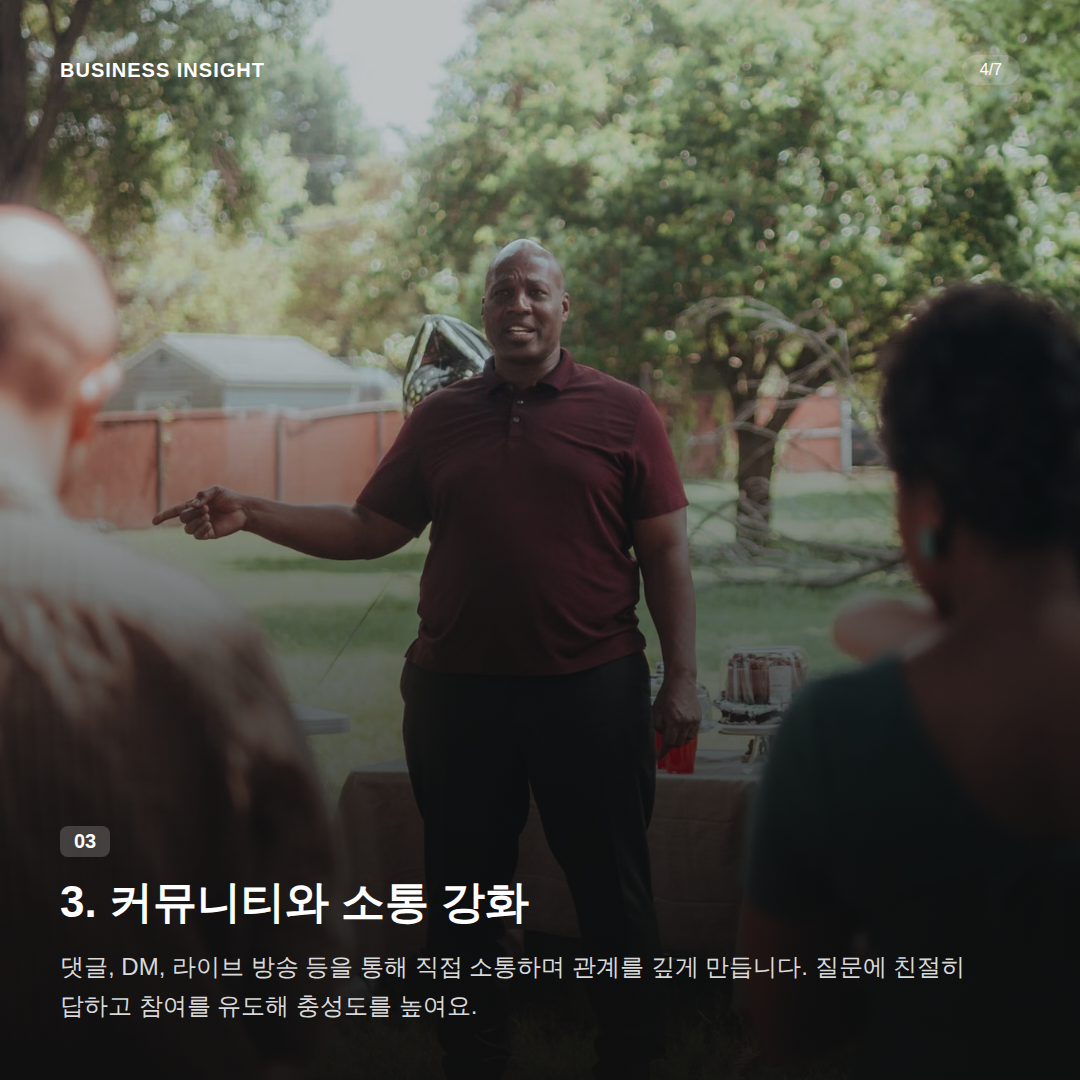 BUSINESS INSIGHT
4/7
03
3. 커뮤니티와 소통 강화
댓글, DM, 라이브 방송 등을 통해 직접 소통하며 관계를 깊게 만듭니다. 질문에 친절히
답하고 참여를 유도해 충성도를 높여요.